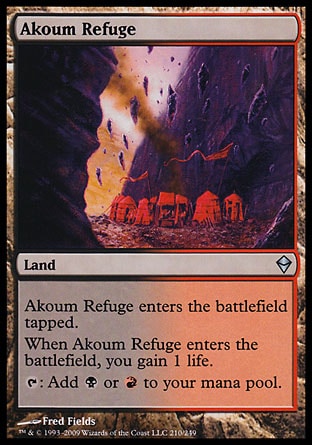 Akoum Refuge
Land
Akoum Refuge enters the battlefield
tapped.
When Akoum Refuge enters the
battlefield, you gain 1 life.
: Add or to your mana pool.
Fred Fields
™ & © 1993–2009 Wizards of the Coast LLC 210/249